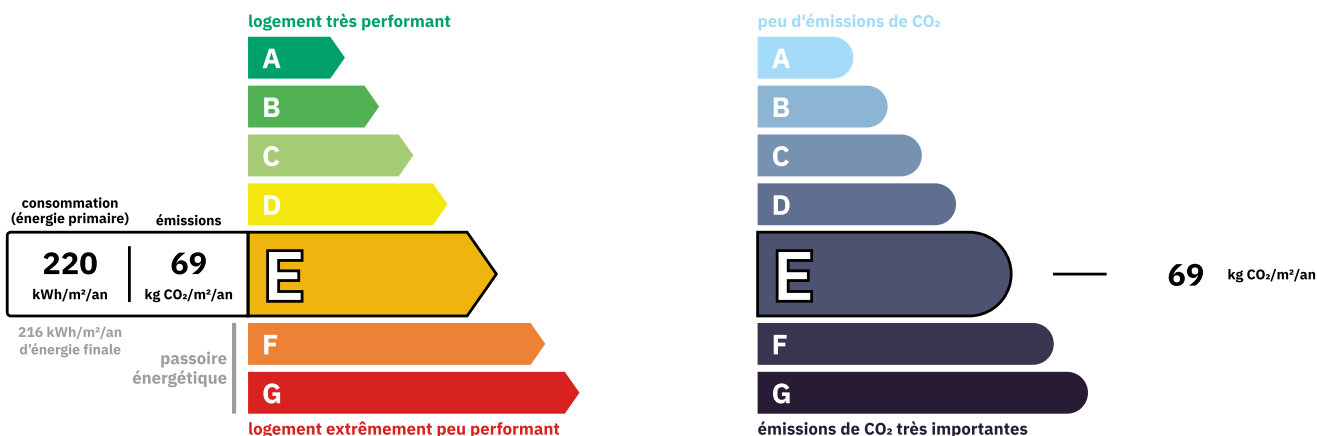 logement très performant
A
B
C
D
consommation
(énergie primaire)
émissions
220
kWh/m²/an
69
kg CO₂/m²/an
E
216 kWh/m²/an
d'énergie finale
passoire
énergétique
F
G
logement extrêmement peu performant
peu d'émissions de CO₂
A
B
C
D
E
69 kg CO₂/m²/an
F
G
émissions de CO₂ très importantes